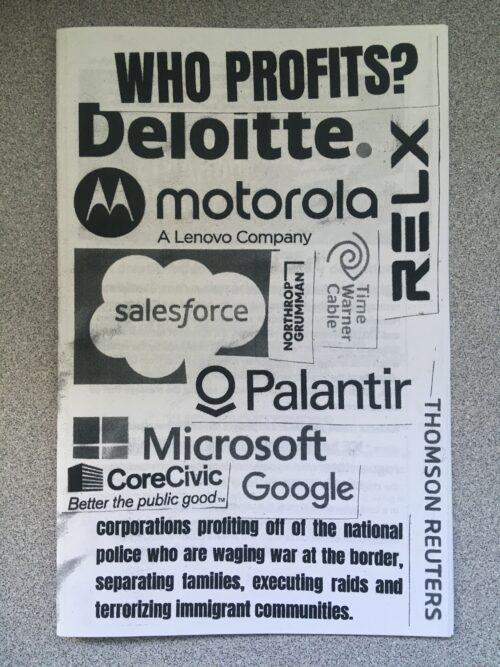 WHO PROFITS?
Deloitte.
motorola
A Lenovo Company
RELX
salesforce
NORTHROP
GRUMMAN
Time
Warner
Cable
Palantir
Microsoft
CoreCivic
Better the public good™
Google
THOMSON REUTERS
corporations profiting off of the national
police who are waging war at the border,
separating families, executing raids and
terrorizing immigrant communities.